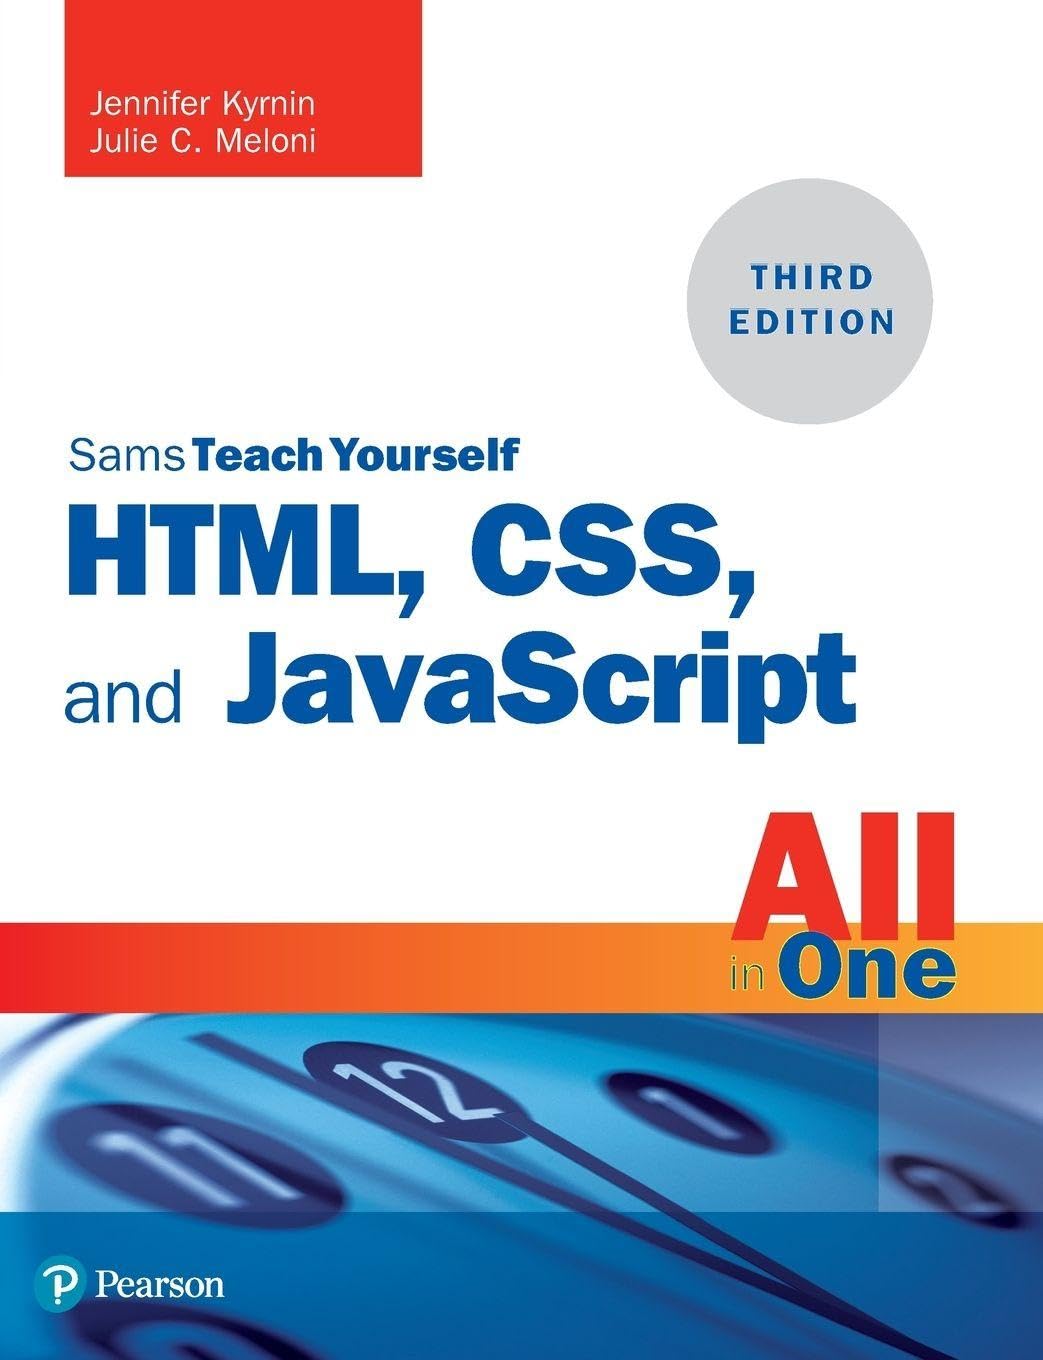 Jennifer Kyrnin
Julie C. Meloni
THIRD
EDITION
Sams Teach Yourself
HTML, CSS,
and JavaScript
All
in One
11
12
1
2
Pearson